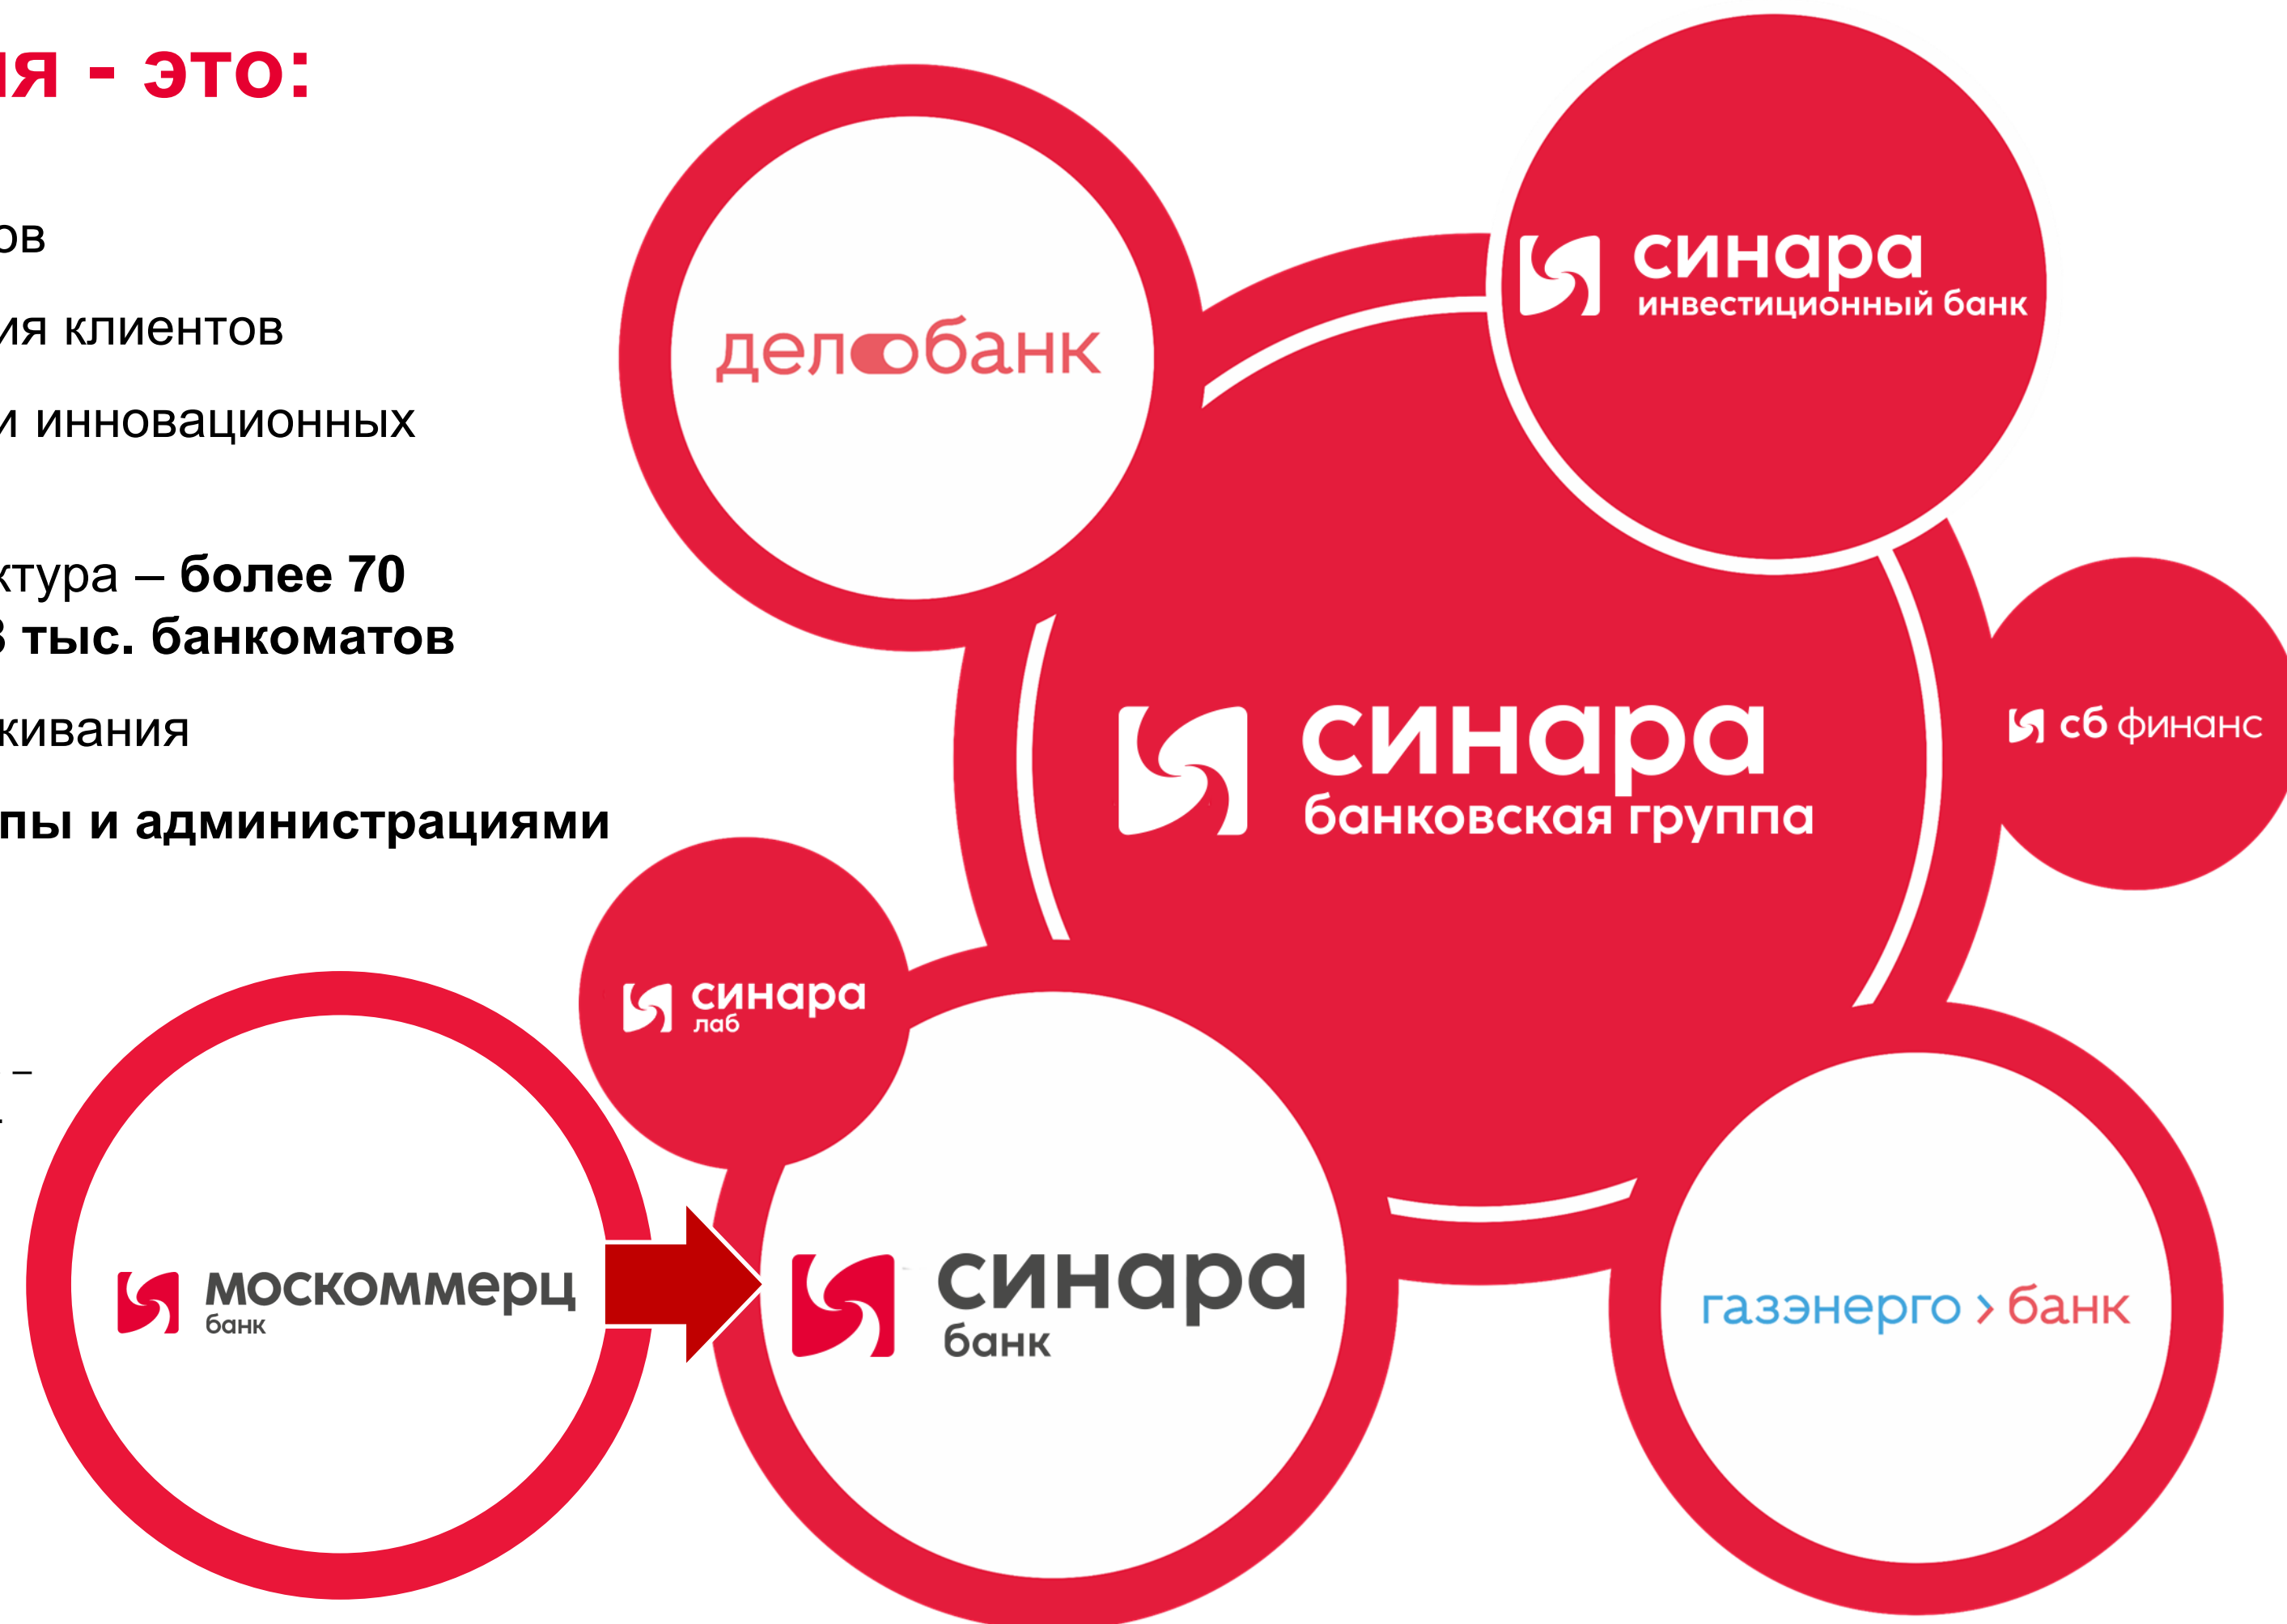 ия - это:
ов
ия клиентов
и инновационных
ктура – более 70
3 тыс. банкоматов
живания
пы и администрациями
–
делобанк
синара
инвестиционный банк
синара
банковская группа
сб финанс
синара
лаб
москоммерц
банк
синара
банк
газэнерго > банк